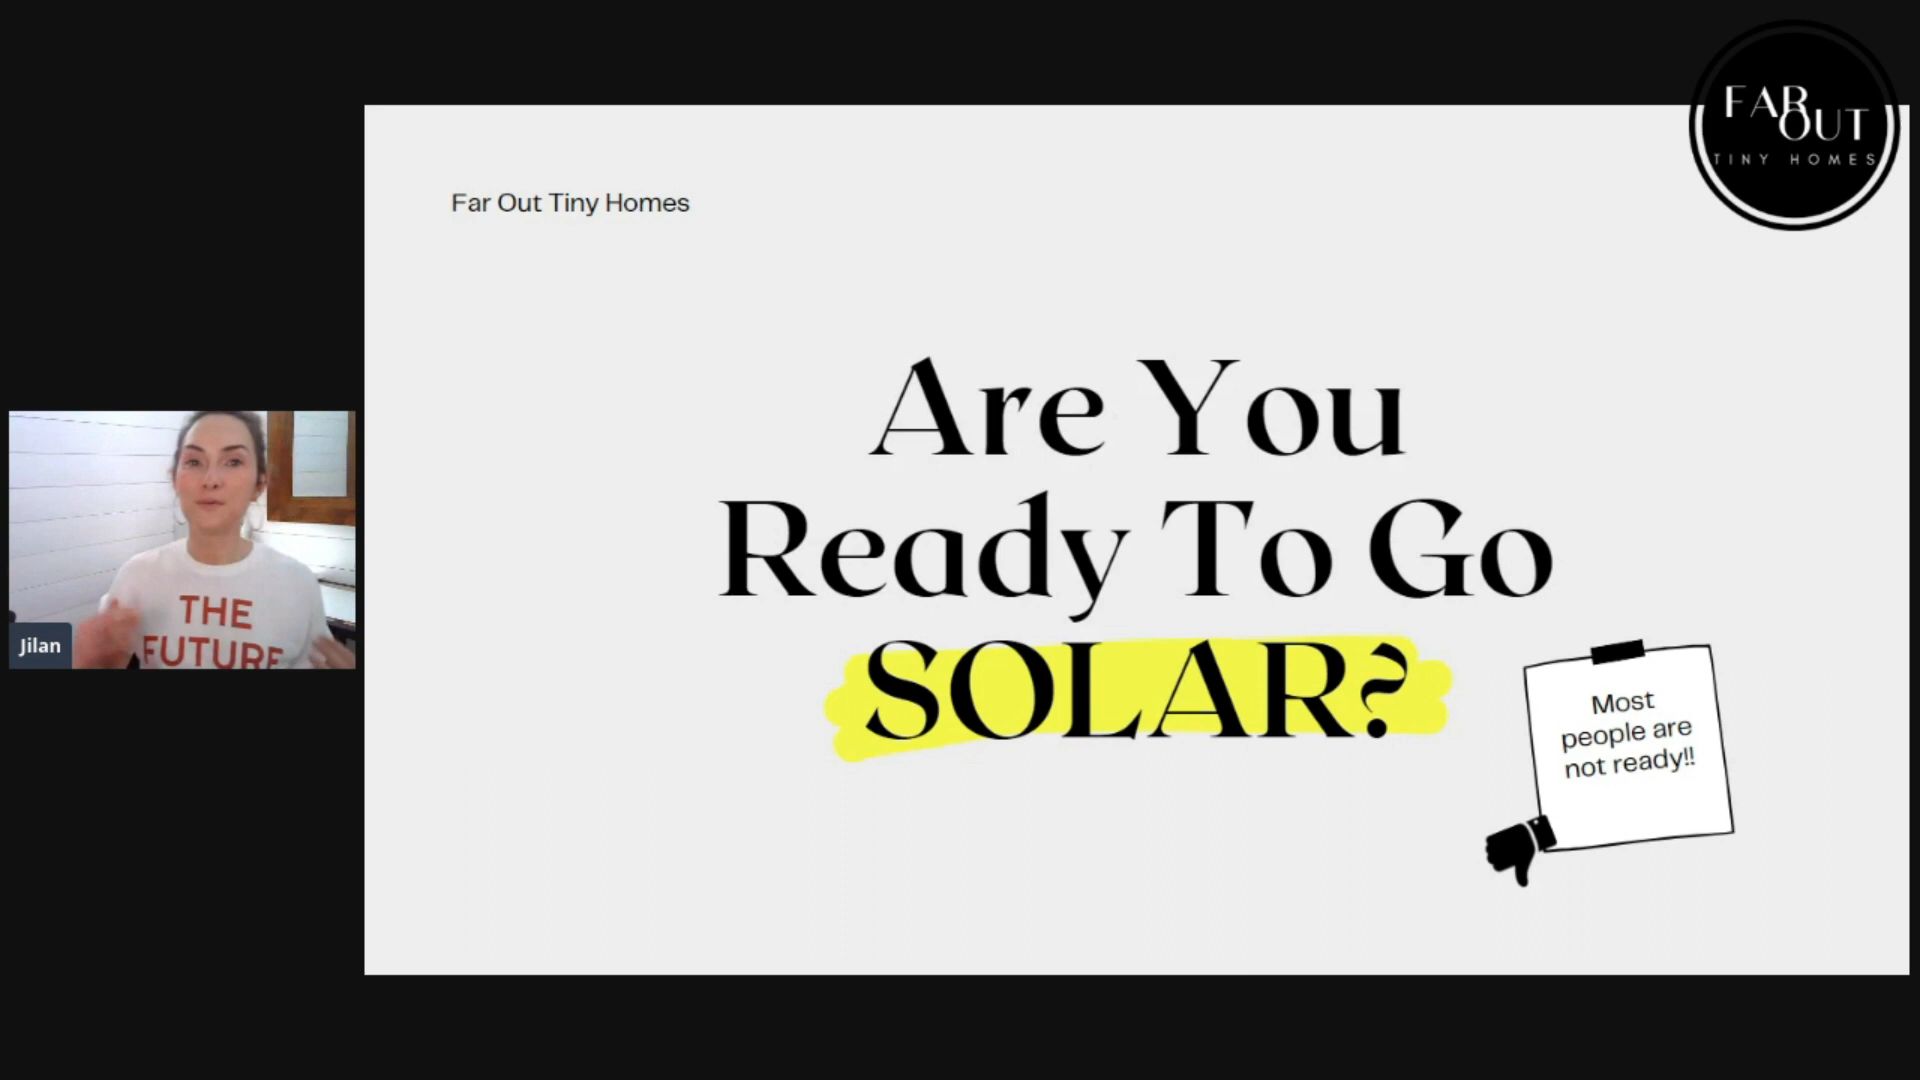 FAR
OUT
TINY HOMES
Far Out Tiny Homes
Are You
Ready To Go
SOLAR?
Most
people are
not ready!!
THE
FUTURE
Jilan